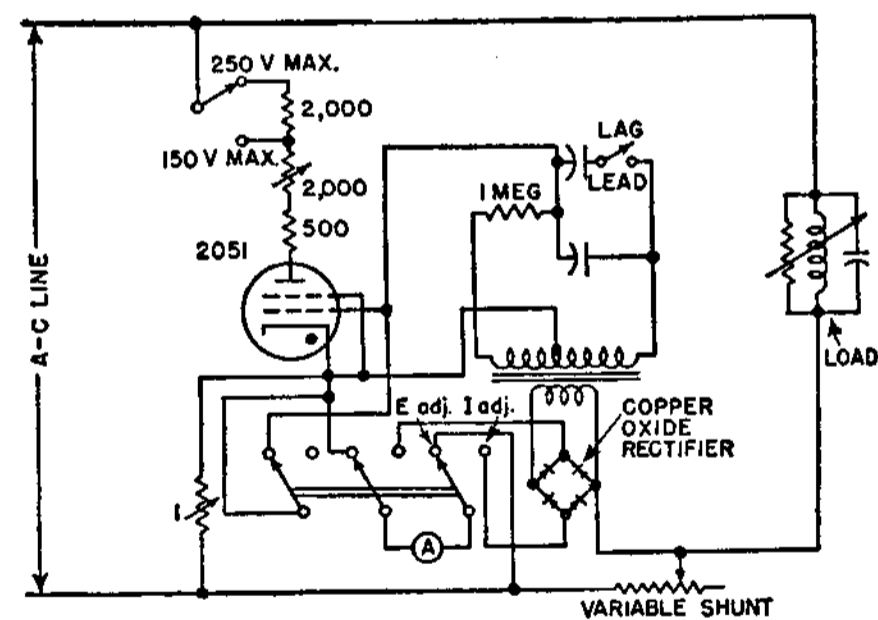 250 V MAX.
2,000
150 V MAX.
2,000
500
2051
LAG
LEAD
1 MEG
A-C LINE
LOAD
E adj. I adj.
COPPER
OXIDE
RECTIFIER
1
A
VARIABLE SHUNT